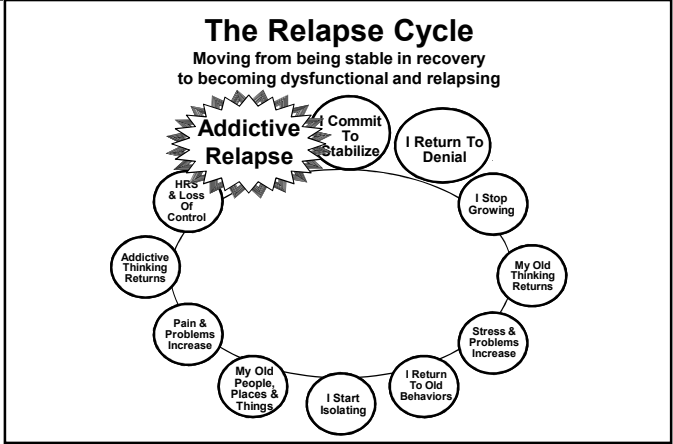 The Relapse Cycle
Moving from being stable in recovery
to becoming dysfunctional and relapsing
Addictive
Relapse
I Commit
To
Stabilize
I Return To
Denial
I Stop
Growing
My Old
Thinking
Returns
Stress &
Problems
Increase
I Return
To Old
Behaviors
I Start
Isolating
My Old
People,
Places &
Things
Pain &
Problems
Increase
Addictive
Thinking
Returns
HRS
& Loss
Of
Control